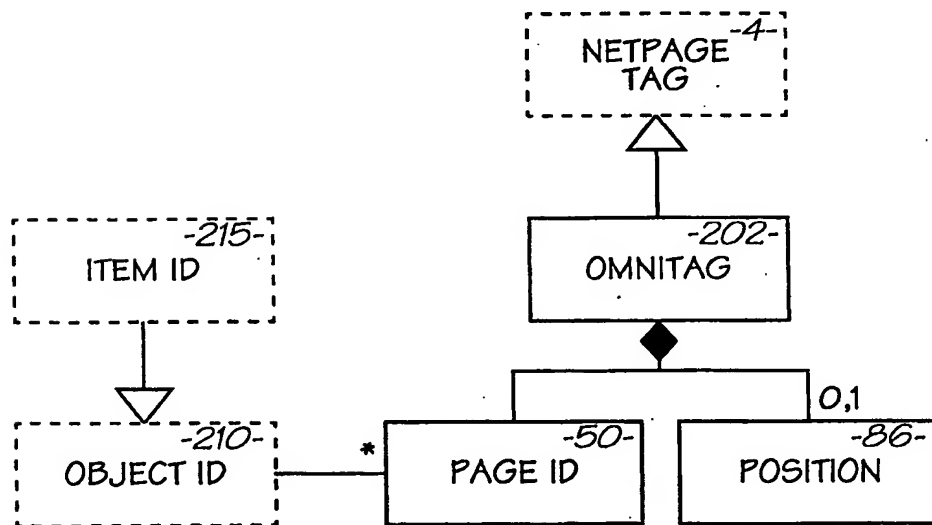 -4-
NETPAGE
TAG
-215-
ITEM ID
-202-
OMNITAG
0,1
-210-
OBJECT ID
*
-50-
PAGE ID
-86-
POSITION